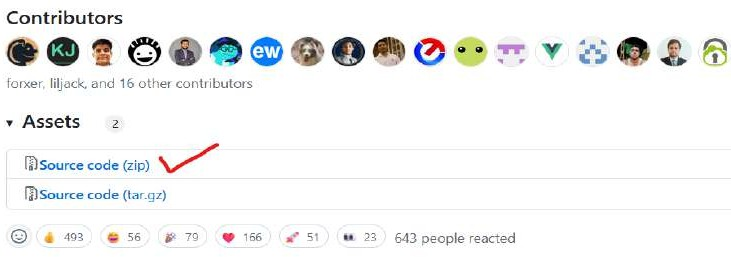 Contributors
KJ
ew
forxer, liljack, and 16 other contributors
Assets 2
Source code (zip)
Source code (tar.gz)
493 56 79 166 51 23 643 people reacted